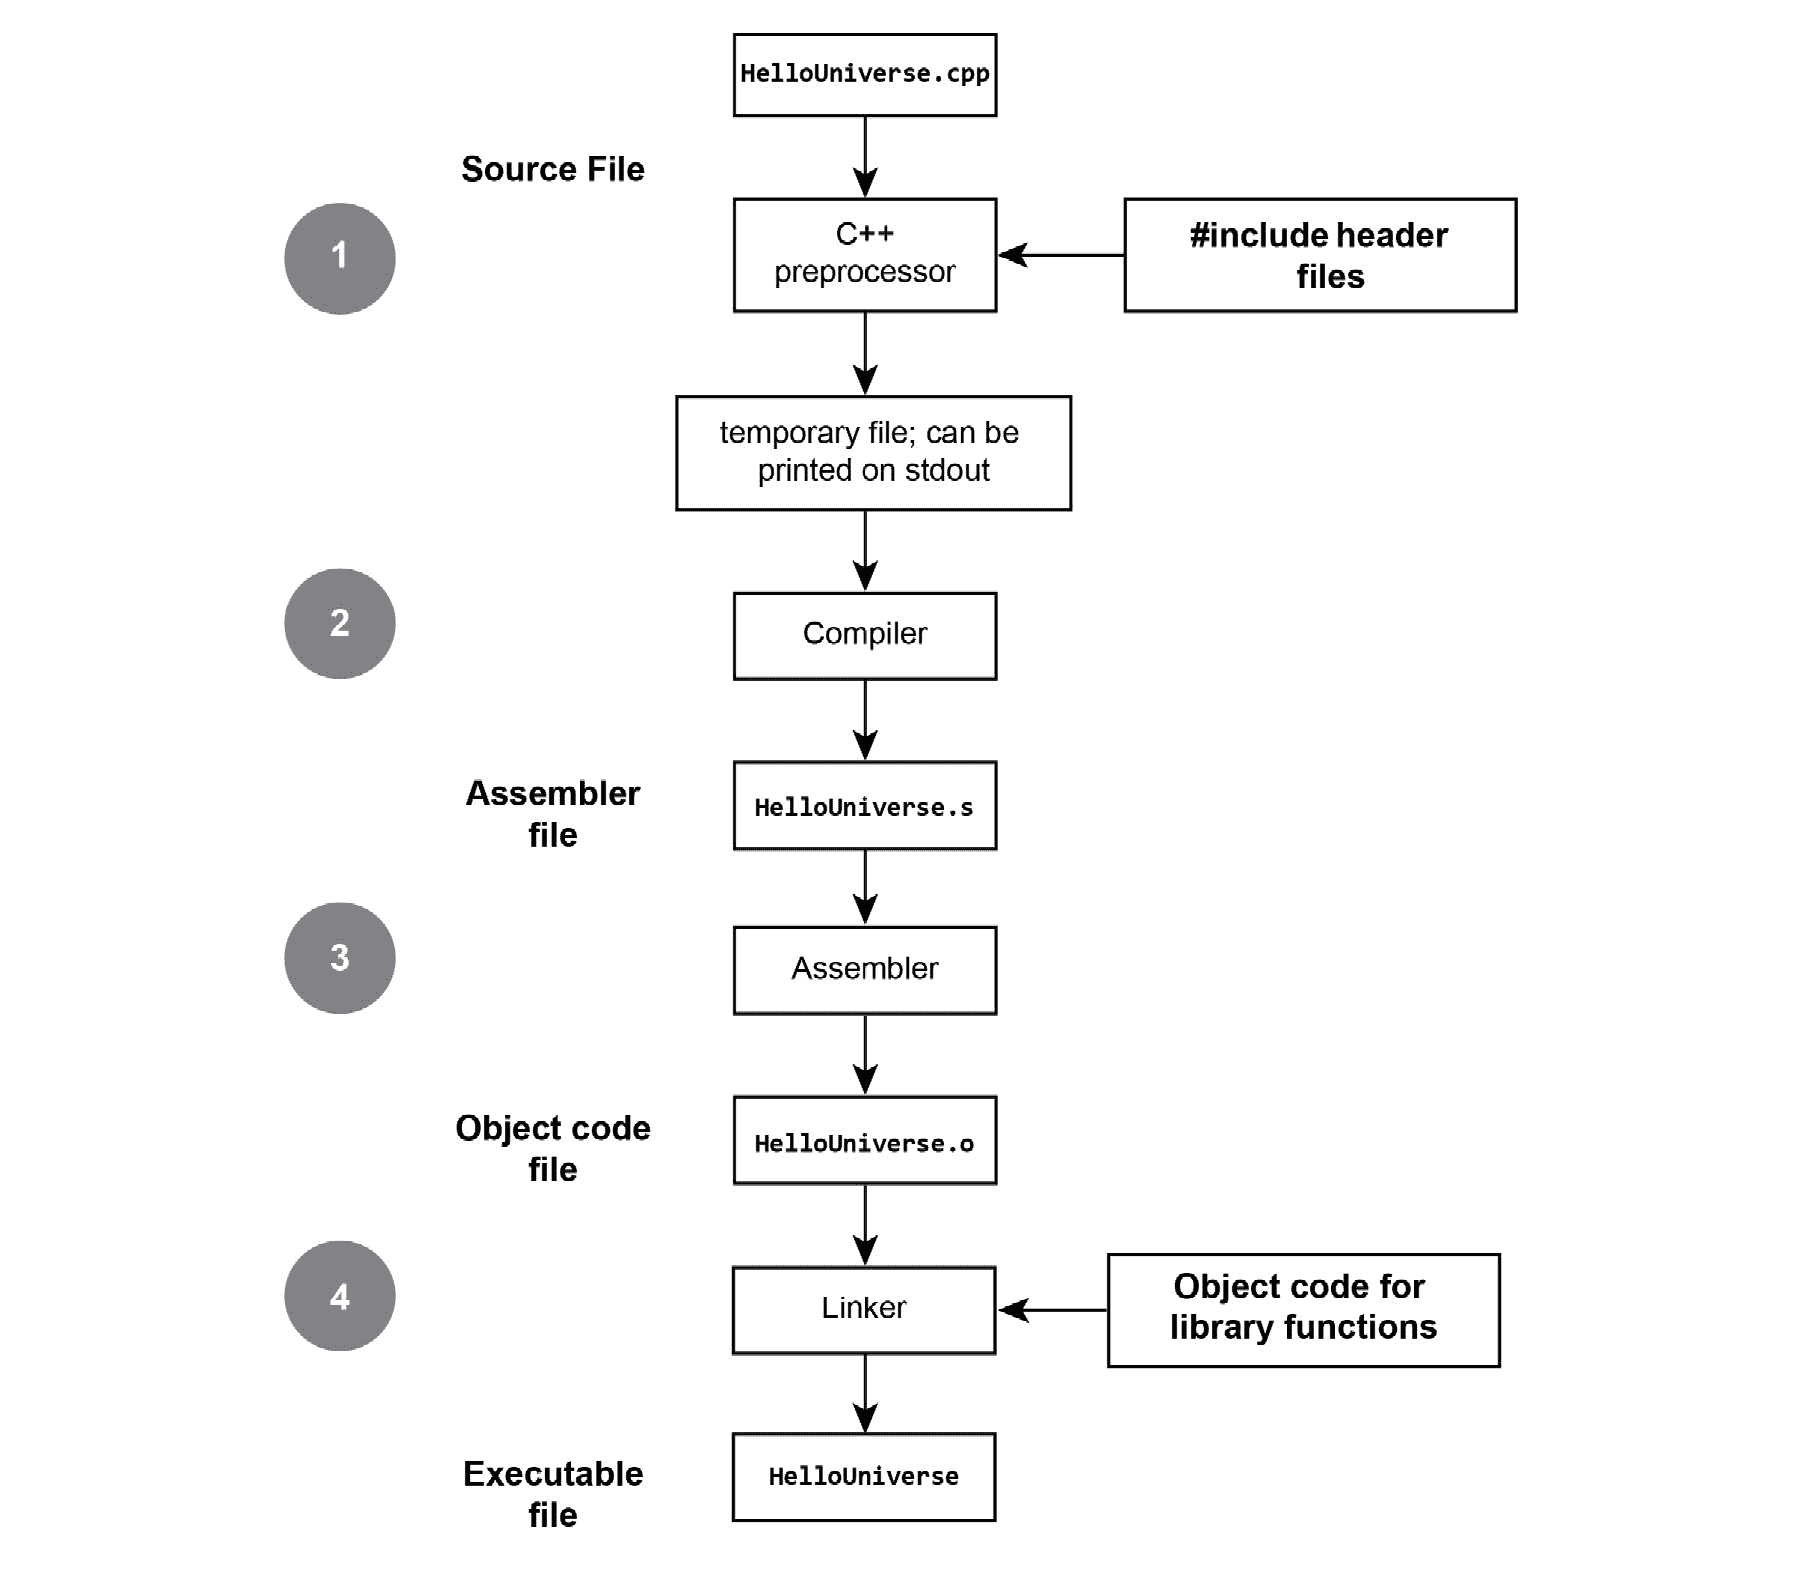 HelloUniverse.cpp
Source File
1
C++
preprocessor
#include header
files
temporary file; can be
printed on stdout
2
Compiler
Assembler
file
HelloUniverse.s
3
Assembler
Object code
file
HelloUniverse.o
4
Linker
Object code for
library functions
Executable
file
HelloUniverse